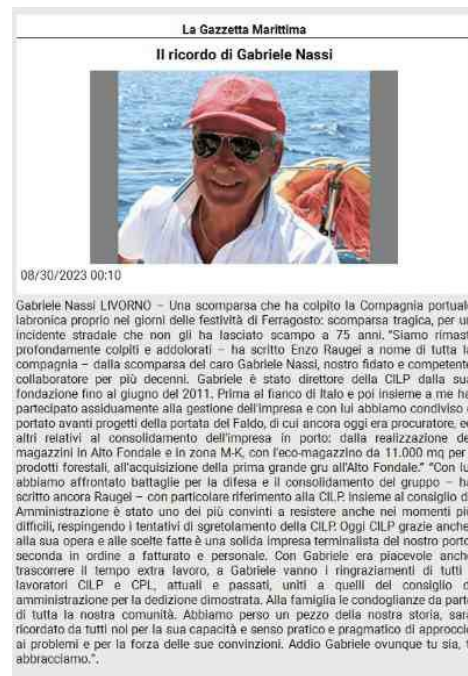 La Gazzetta Marittima
Il ricordo di Gabriele Nassi
08/30/2023 00:10
Gabriele Nassi LIVORNO – Una scomparsa che ha colpito la Compagnia portuale
labronica proprio nei giorni delle festività di Ferragosto: scomparsa tragica, per un
incidente stradale che non gli ha lasciato scampo a 75 anni. "Siamo rimasti
profondamente colpiti e addolorati – ha scritto Enzo Raugei a nome di tutta la
compagnia – dalla scomparsa del caro Gabriele Nassi, nostro fidato e competente
collaboratore per più decenni. Gabriele è stato direttore della CILP dalla sua
fondazione fino al giugno del 2011. Prima al fianco di Italo e poi insieme a me ha
partecipato assiduamente alla gestione dell'impresa e con lui abbiamo condiviso e
portato avanti progetti della portata del Faldo, di cui ancora oggi era procuratore, ed
altri relativi al consolidamento dell'impresa in porto: dalla realizzazione dei
magazzini in Alto Fondale e in zona M-K, con l'eco-magazzino da 11.000 mq per i
prodotti forestali, all'acquisizione della prima grande gru all'Alto Fondale." "Con lui
abbiamo affrontato battaglie per la difesa e il consolidamento del gruppo – ha
scritto ancora Raugei – con particolare riferimento alla CILP. Insieme al consiglio di
Amministrazione è stato uno dei più convinti a resistere anche nei momenti più
difficili, respingendo i tentativi di sgretolamento della CILP. Oggi CILP grazie anche
alla sua opera e alle scelte fatte è una solida impresa terminalista del nostro porto,
seconda in ordine a fatturato e personale. Con Gabriele era piacevole anche
trascorrere il tempo extra lavoro, a Gabriele vanno i ringraziamenti di tutti i
lavoratori CILP e CPL, attuali e passati, uniti a quelli del consiglio di
amministrazione per la dedizione dimostrata. Alla famiglia le condoglianze da parte
di tutta la nostra comunità. Abbiamo perso un pezzo della nostra storia, sarà
ricordato da tutti noi per la sua capacità e senso pratico e pragmatico di approccio
ai problemi e per la forza delle sue convinzioni. Addio Gabriele ovunque tu sia, ti
abbracciamo.".